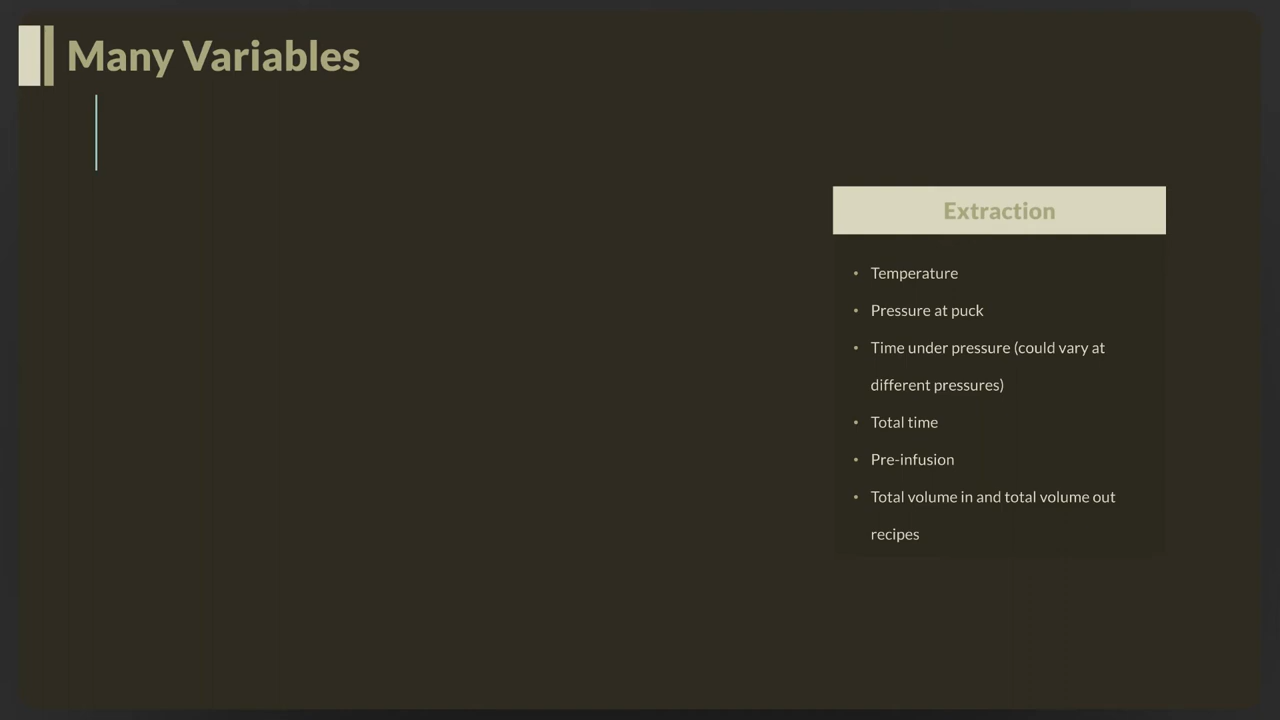 Many Variables
Extraction
• Temperature
• Pressure at puck
• Time under pressure (could vary at
different pressures)
• Total time
• Pre-infusion
• Total volume in and total volume out
recipes